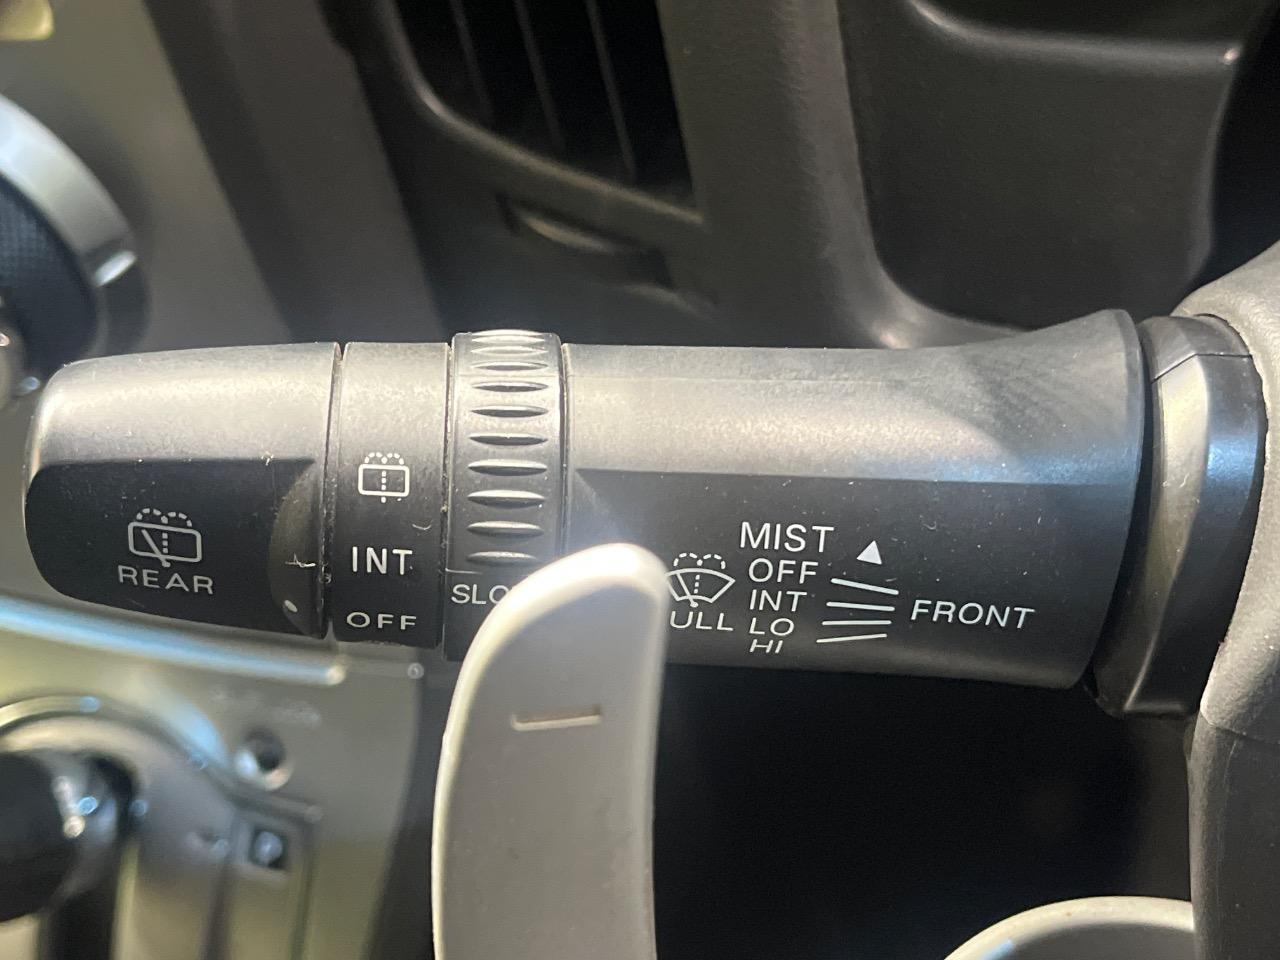 REAR
INT
OFF
MIST
OFF
INT
LO
HI
FRONT